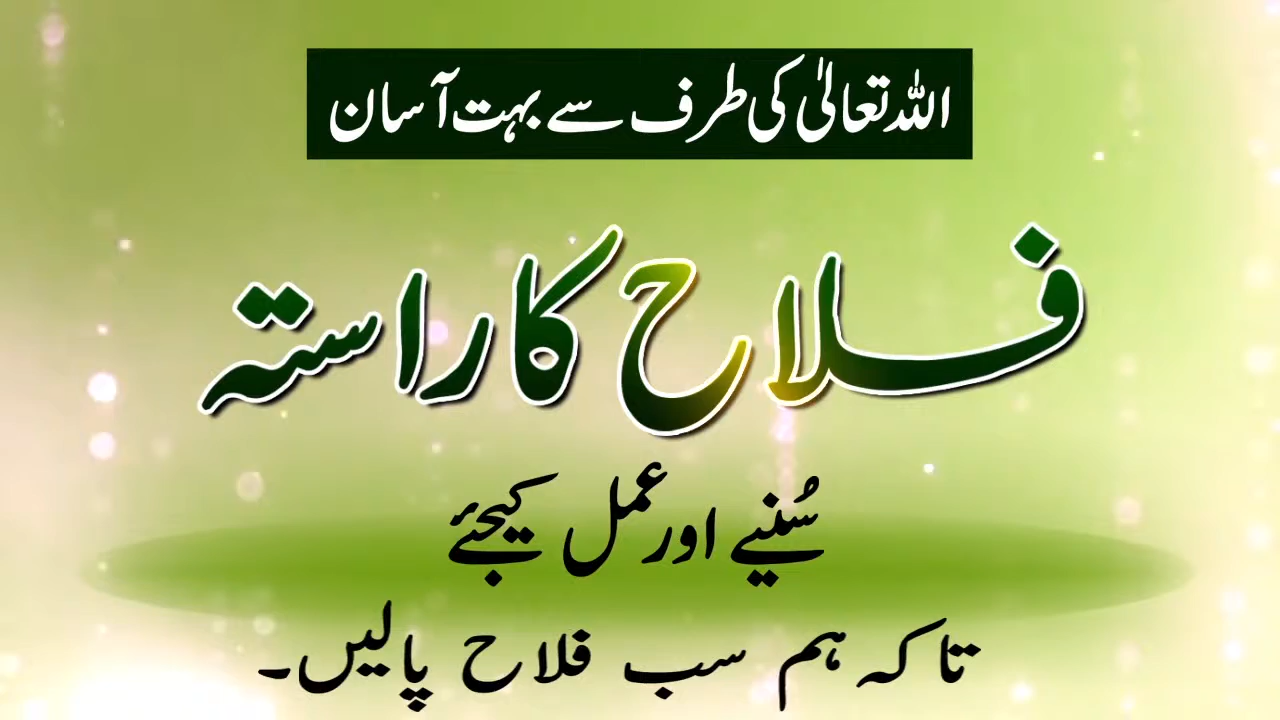 اللہ تعالیٰ کی طرف سے بہت آسان
فلاح کا راستہ
سُنیے اور عمل کیجئے
تاکہ ہم سب فلاح پالیں۔